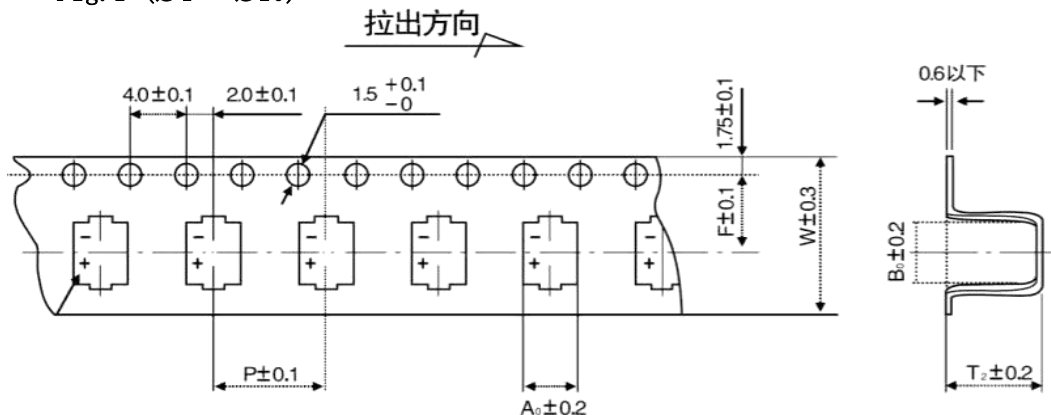 拉出方向
4.0±0.1
2.0±0.1
1.5 +0.1 -0
1.75±0.1
0.6以下
F±0.1
W±0.3
B₀±0.2
- - - - - -
+ + + + + +
P±0.1
A₀±0.2
T₂±0.2